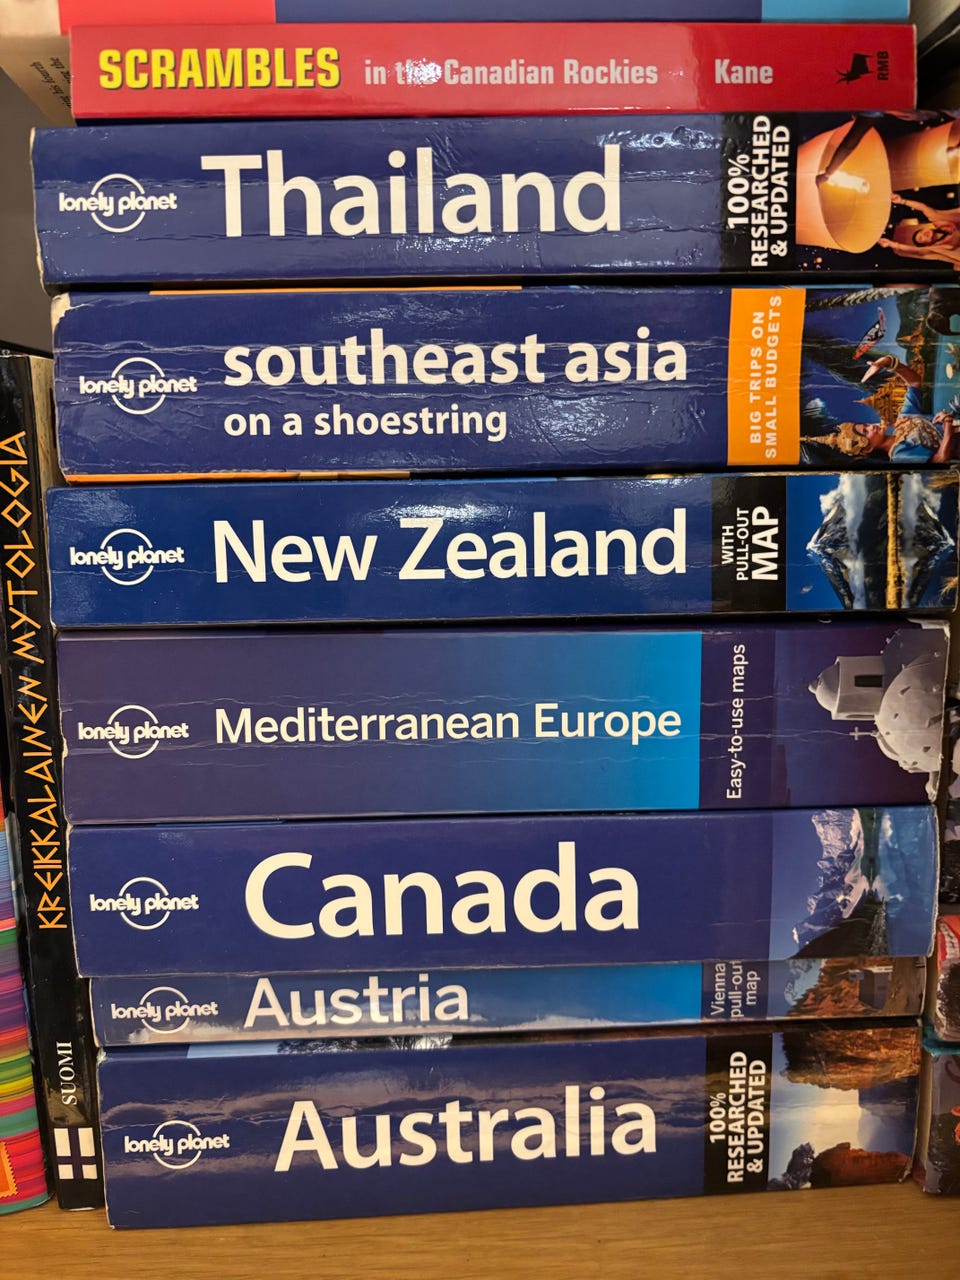 SCRAMBLES in the Canadian Rockies Kane RMB
lonely planet Thailand
100%
RESEARCHED
& UPDATED
lonely planet southeast asia
on a shoestring
BIG TRIPS ON
SMALL BUDGETS
lonely planet New Zealand
WITH
PULL-OUT
MAP
lonely planet Mediterranean Europe
Easy-to-use maps
lonely planet Canada
lonely planet Austria
Vienna
pull-out
map
lonely planet Australia
100%
RESEARCHED
& UPDATED
KREIKKALAINEN MYTOLOGIA
SUOMI